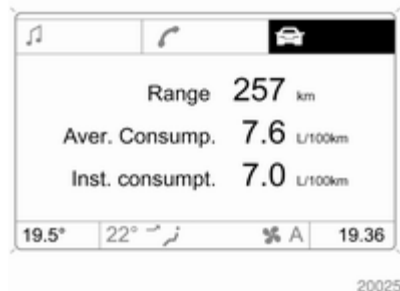 Range 257 km
Aver. Consump. 7.6 L/100km
Inst. consumpt. 7.0 L/100km
19.5° 22° A 19.36
20025